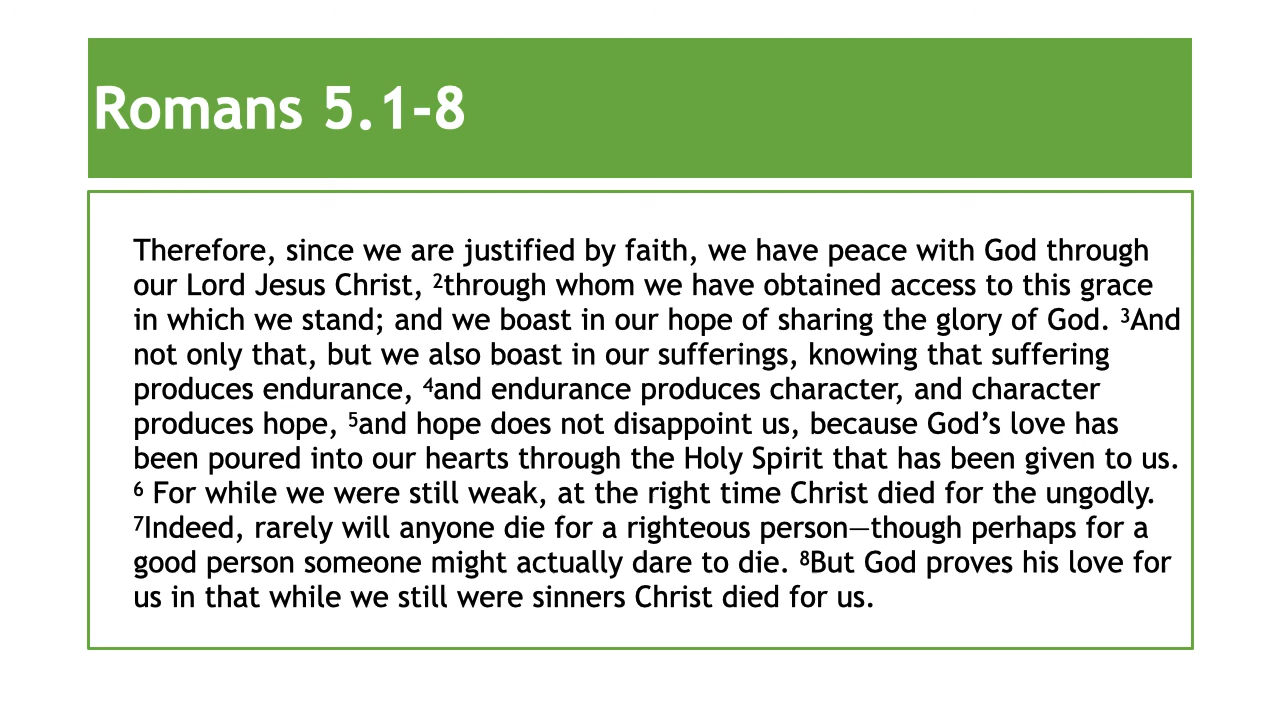 Romans 5.1-8
Therefore, since we are justified by faith, we have peace with God through
our Lord Jesus Christ, ²through whom we have obtained access to this grace
in which we stand; and we boast in our hope of sharing the glory of God. ³And
not only that, but we also boast in our sufferings, knowing that suffering
produces endurance, ⁴and endurance produces character, and character
produces hope, ⁵and hope does not disappoint us, because God’s love has
been poured into our hearts through the Holy Spirit that has been given to us.
⁶ For while we were still weak, at the right time Christ died for the ungodly.
⁷Indeed, rarely will anyone die for a righteous person—though perhaps for a
good person someone might actually dare to die. ⁸But God proves his love for
us in that while we still were sinners Christ died for us.